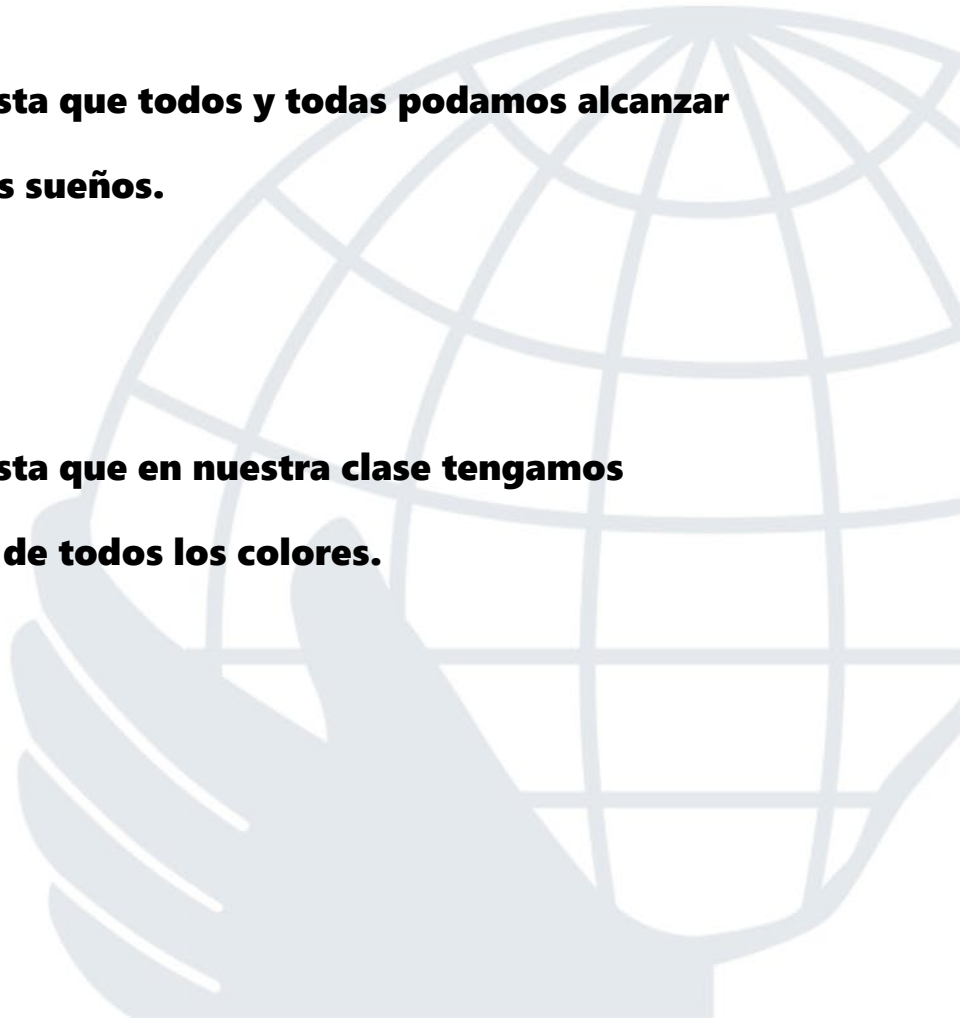 sta que todos y todas podamos alcanzar
s sueños.
sta que en nuestra clase tengamos
de todos los colores.